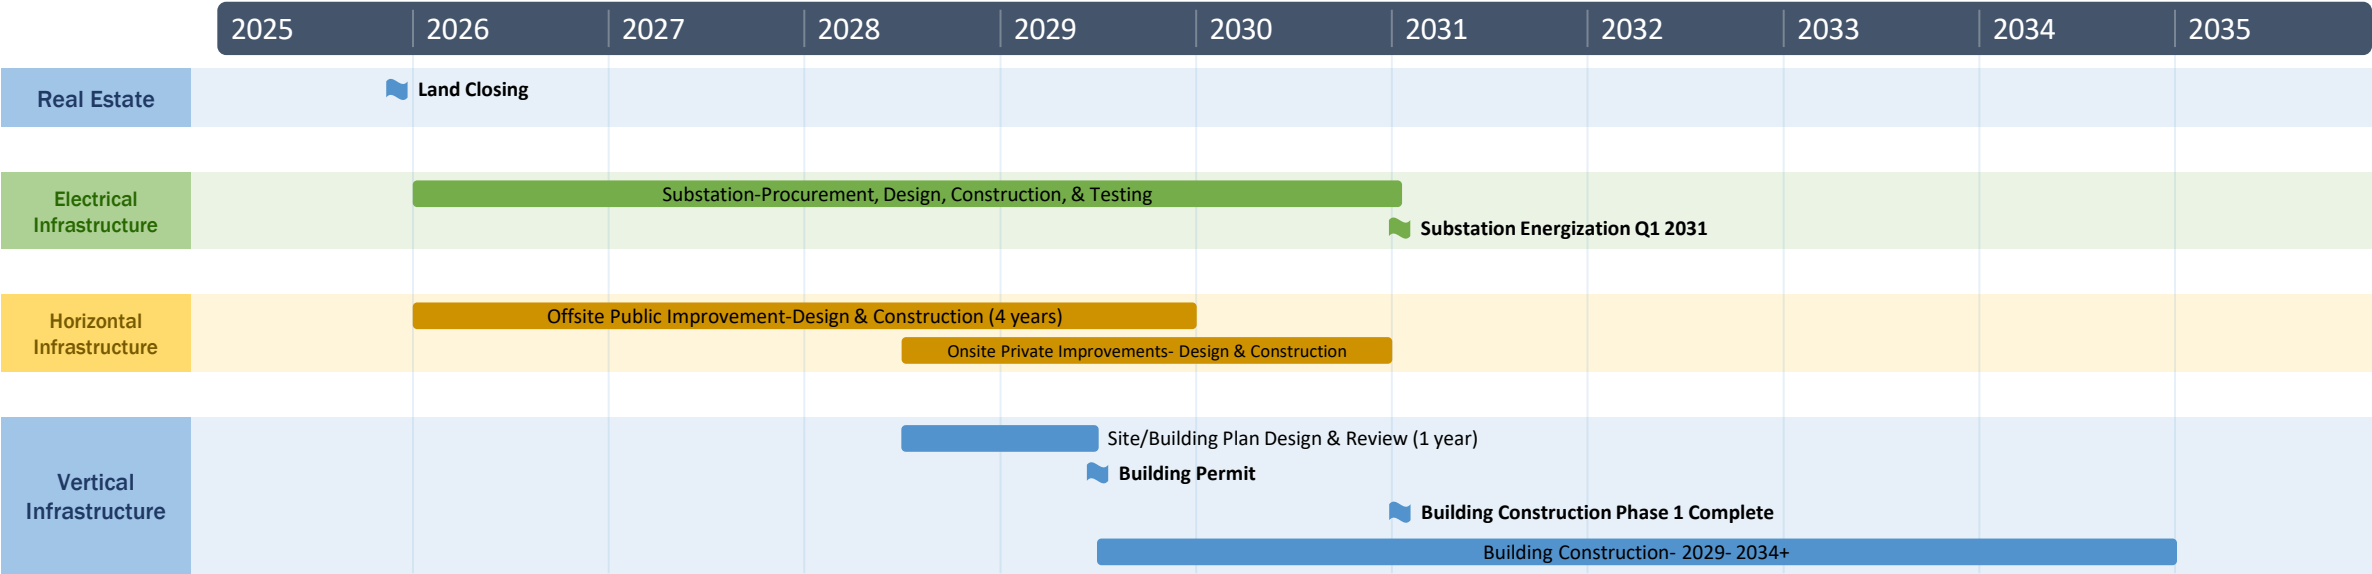 2025 2026 2027 2028 2029 2030 2031 2032 2033 2034 2035
Real Estate
Land Closing
Electrical
Infrastructure
Substation-Procurement, Design, Construction, & Testing
Substation Energization Q1 2031
Horizontal
Infrastructure
Offsite Public Improvement-Design & Construction (4 years)
Onsite Private Improvements- Design & Construction
Vertical
Infrastructure
Site/Building Plan Design & Review (1 year)
Building Permit
Building Construction Phase 1 Complete
Building Construction- 2029- 2034+